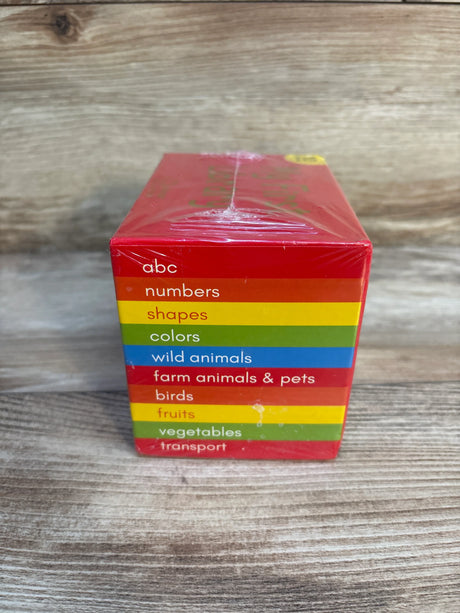 abc
numbers
shapes
colors
wild animals
farm animals & pets
birds
fruits
vegetables
transport